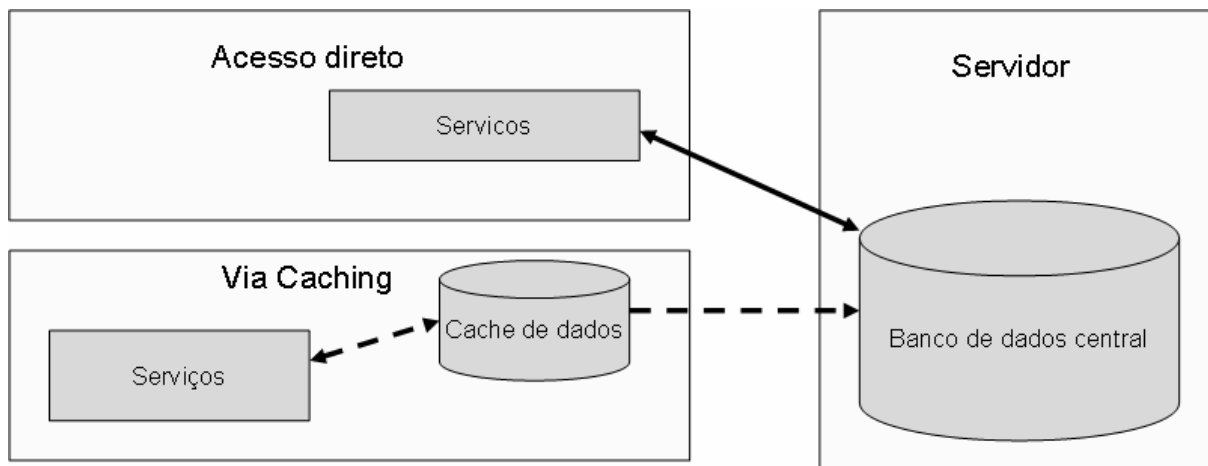 Acesso direto
Servicos
Servidor
Via Caching
Cache de dados
Serviços
Banco de dados central